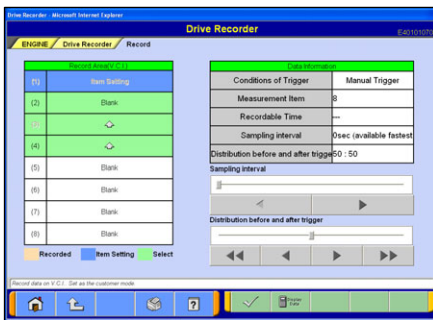 Drive Recorder - Microsoft Internet Explorer
Drive Recorder
E40101070
ENGINE Drive Recorder Record
Record Area(V.C.I.)
(1) Item Setting
(2) Blank
(3)
(4)
(5) Blank
(6) Blank
(7) Blank
(8) Blank
Recorded Item Setting Select
Data Information
Conditions of Trigger Manual Trigger
Measurement Item 8
Recordable Time ---
Sampling interval 0sec (available fastest
Distribution before and after trigge 50 : 50
Sampling interval
Distribution before and after trigger
Record data on V.C.I. Set as the customer mode.